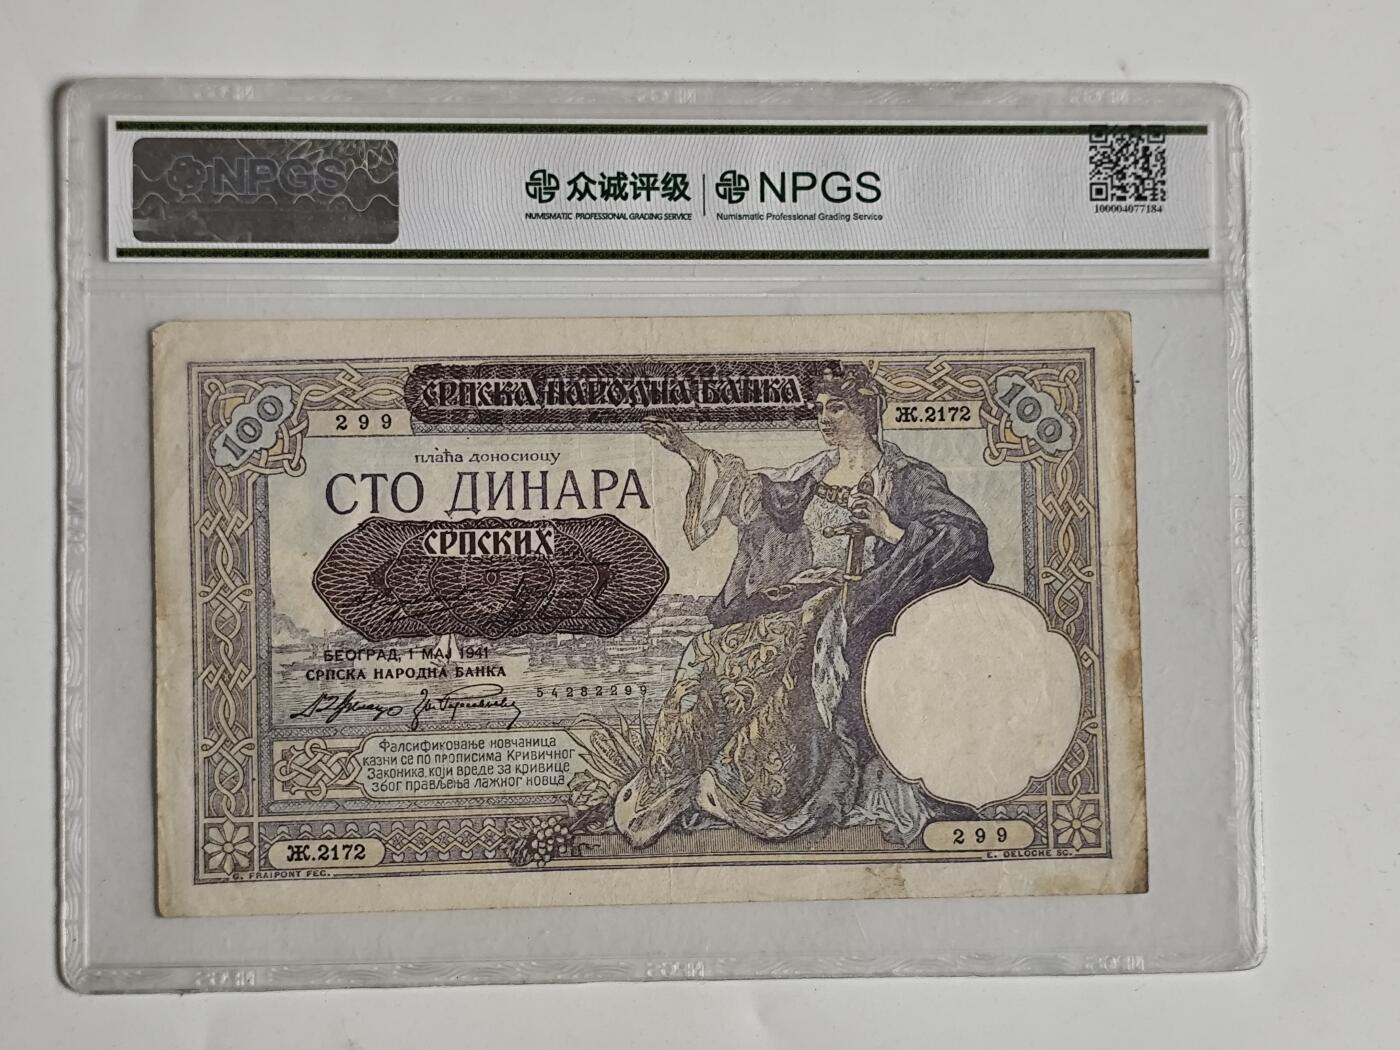 NPGS
众诚评级
NUMISMATIC PROFESSIONAL GRADING SERVICE
NPGS
Numismatic Professional Grading Service
100004077184
100
299
СРПСКА НАРОДНА БАНКА
Ж.2172
100
плаћа доносиоцу
СТО ДИНАРА
СРПСКИХ
БЕОГРАД, 1 МАЈ 1941
СРПСКА НАРОДНА БАНКА
54282299
Фалсификовање новчаница
казни се по прописима Кривичног
Законика, који вреде за кривице
због прављења лажног новца
Ж.2172
299
G. FRAIPONT FEC.
E. DELOCHE SC.